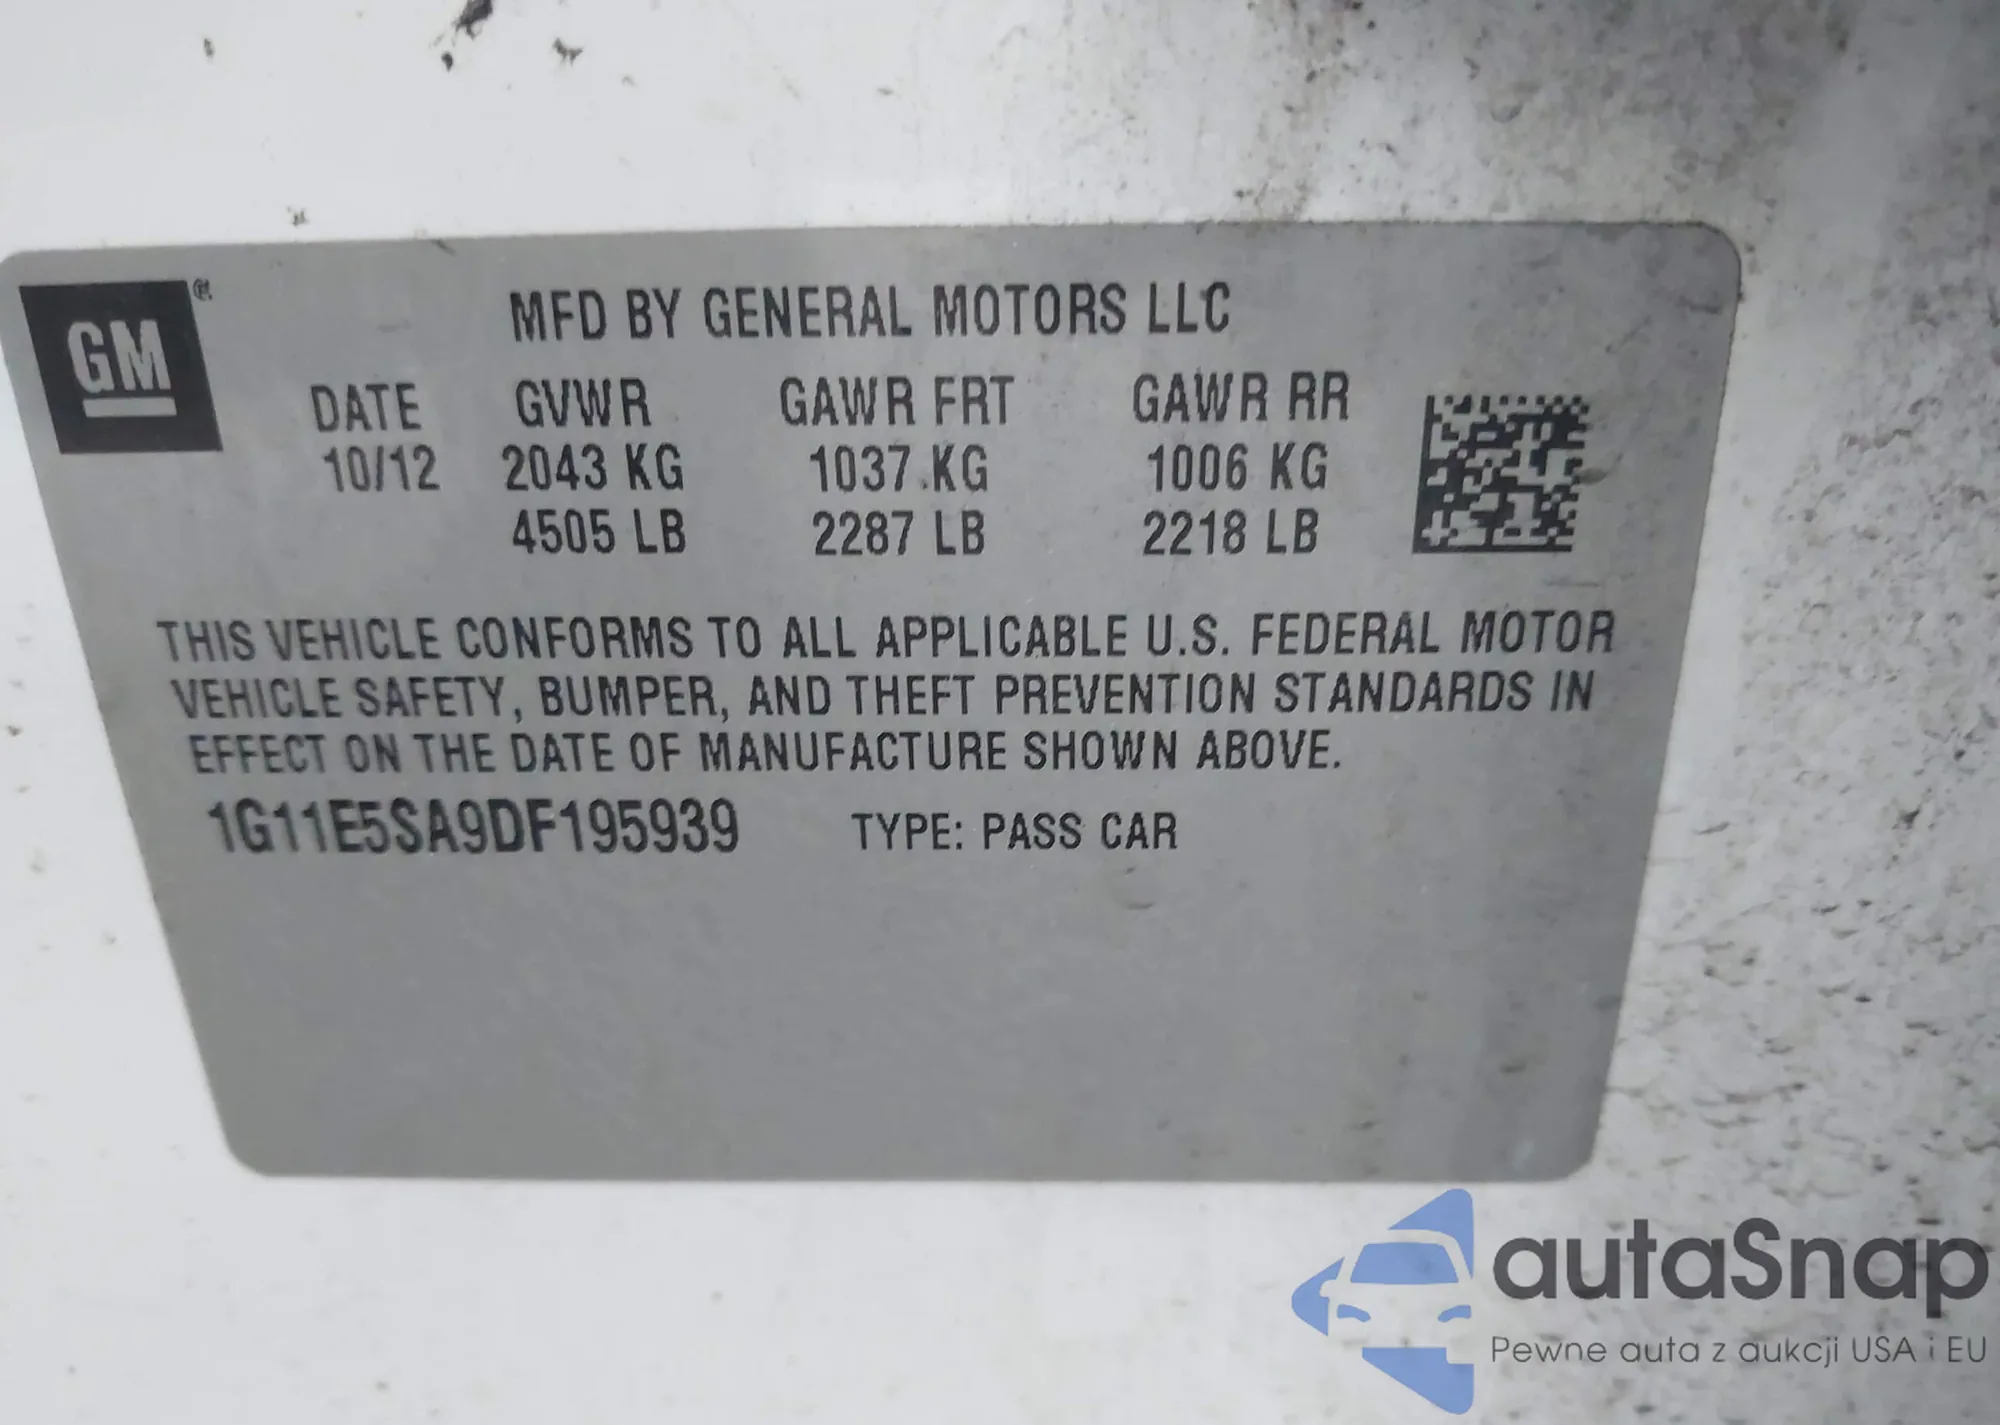 GM ®
MFD BY GENERAL MOTORS LLC
DATE GVWR GAWR FRT GAWR RR
10/12 2043 KG 1037 KG 1006 KG
4505 LB 2287 LB 2218 LB
THIS VEHICLE CONFORMS TO ALL APPLICABLE U.S. FEDERAL MOTOR
VEHICLE SAFETY, BUMPER, AND THEFT PREVENTION STANDARDS IN
EFFECT ON THE DATE OF MANUFACTURE SHOWN ABOVE.
1G11E5SA9DF195939 TYPE: PASS CAR
autaSnap
Pewne auta z aukcji USA i EU